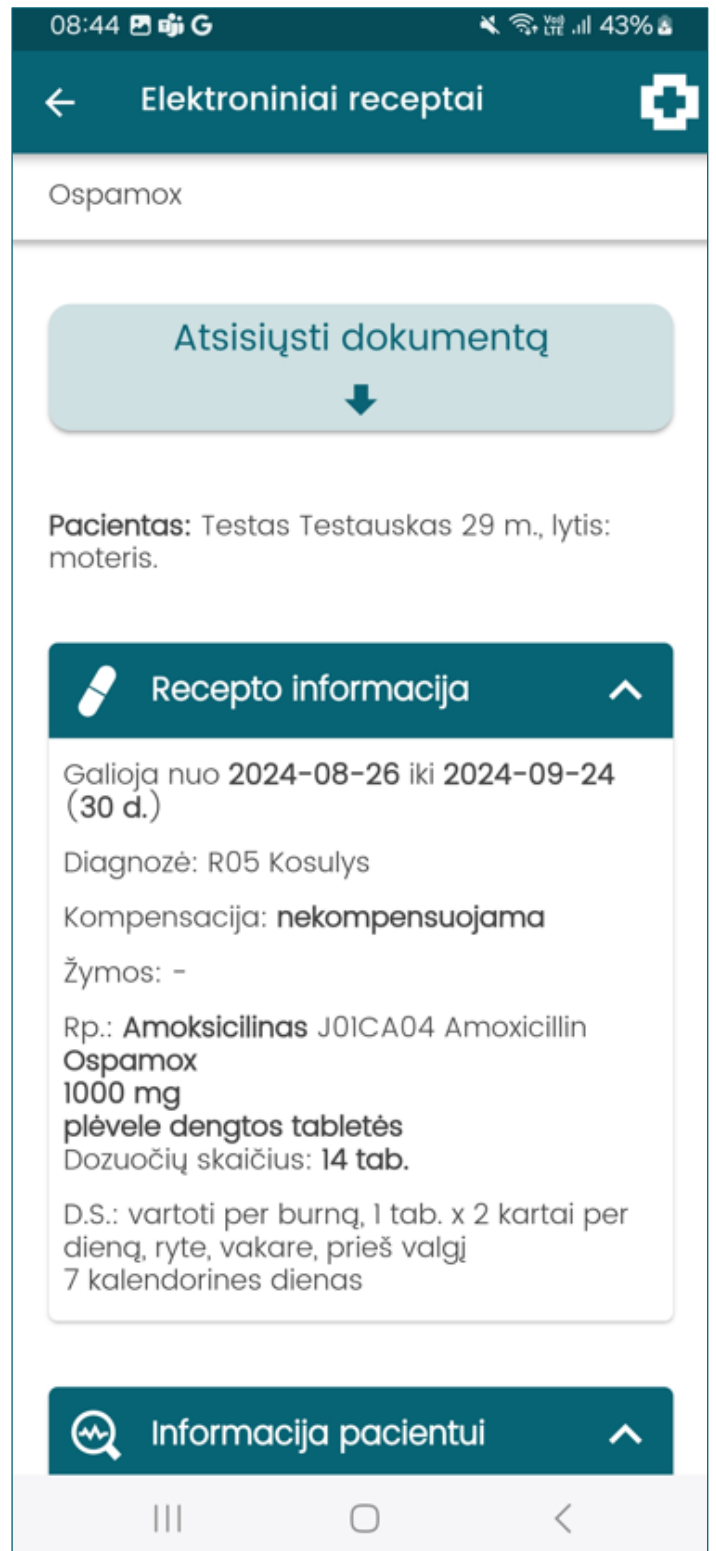 08:44 G 43%
Elektroniniai receptai
Ospamox
Atsisiųsti dokumentą
Pacientas: Testas Testauskas 29 m., lytis:
moteris.
Recepto informacija
Galioja nuo 2024-08-26 iki 2024-09-24
(30 d.)
Diagnozė: R05 Kosulys
Kompensacija: nekompensuojama
Žymos: -
Rp.: Amoksicilinas J01CA04 Amoxicillin
Ospamox
1000 mg
plėvele dengtos tabletės
Dozuočių skaičius: 14 tab.
D.S.: vartoti per burną, 1 tab. x 2 kartai per
dieną, ryte, vakare, prieš valgį
7 kalendorines dienas
Informacija pacientui